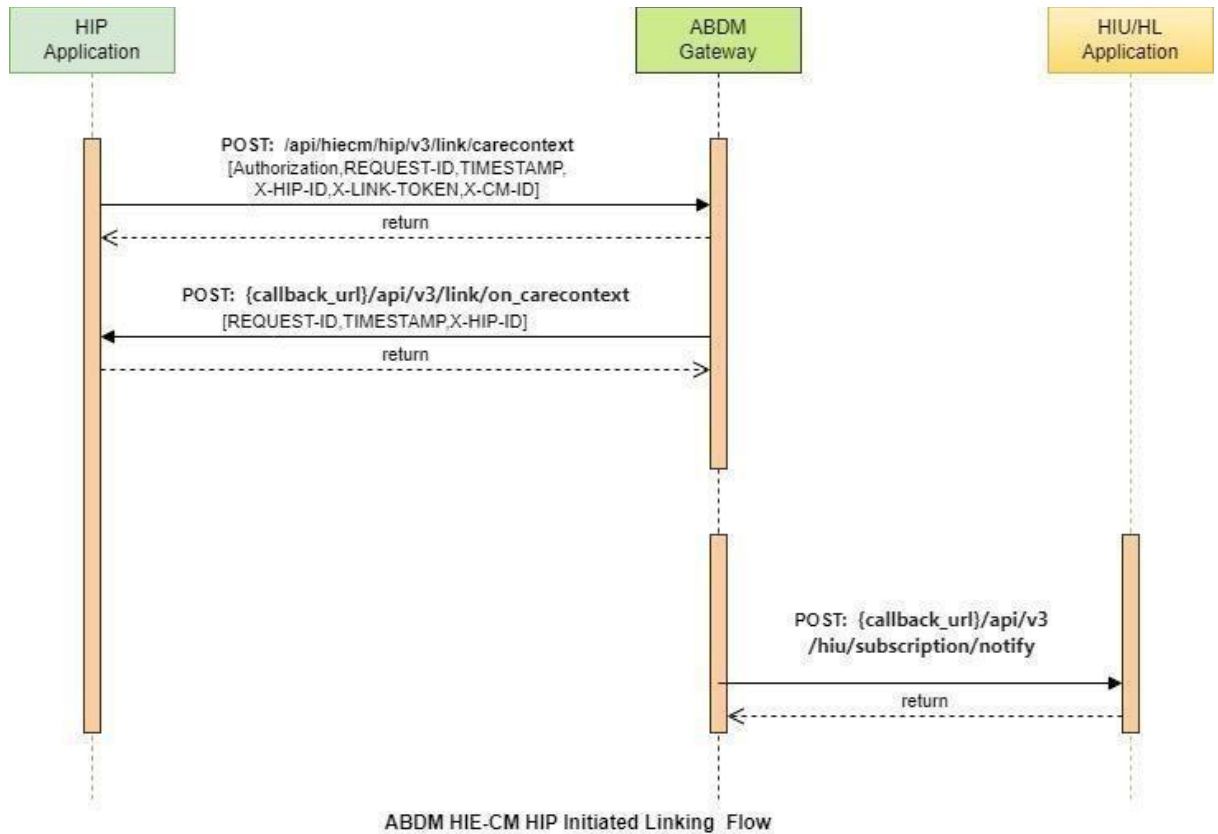 HIP
Application
ABDM
Gateway
HIU/HL
Application
POST: /api/hiecm/hip/v3/link/carecontext
[Authorization,REQUEST-ID,TIMESTAMP,
X-HIP-ID,X-LINK-TOKEN,X-CM-ID]
return
POST: {callback_url}/api/v3/link/on_carecontext
[REQUEST-ID,TIMESTAMP,X-HIP-ID]
return
POST: {callback_url}/api/v3
/hiu/subscription/notify
return
ABDM HIE-CM HIP Initiated Linking Flow